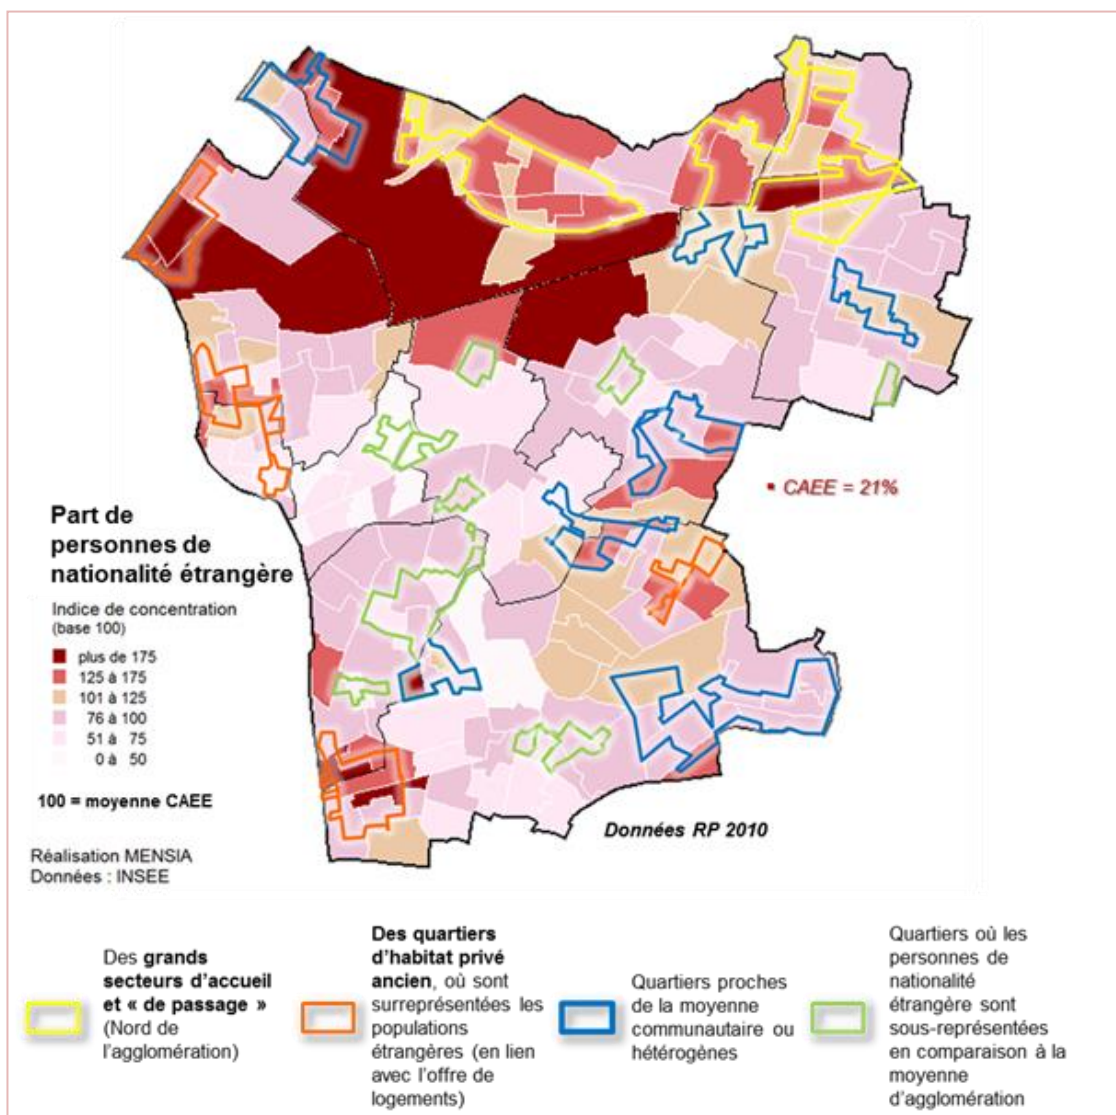 • CAEE = 21%
Part de
personnes de
nationalité étrangère
Indice de concentration
(base 100)
plus de 175
125 à 175
101 à 125
76 à 100
51 à 75
0 à 50
100 = moyenne CAEE
Données RP 2010
Réalisation MENSIA
Données : INSEE
Des grands
secteurs d'accueil
et « de passage »
(Nord de
l'agglomération)
Des quartiers
d'habitat privé
ancien, où sont
surreprésentées les
populations
étrangères (en lien
avec l'offre de
logements)
Quartiers proches
de la moyenne
communautaire ou
hétérogènes
Quartiers où les
personnes de
nationalité
étrangère sont
sous-représentées
en comparaison à la
moyenne
d'agglomération